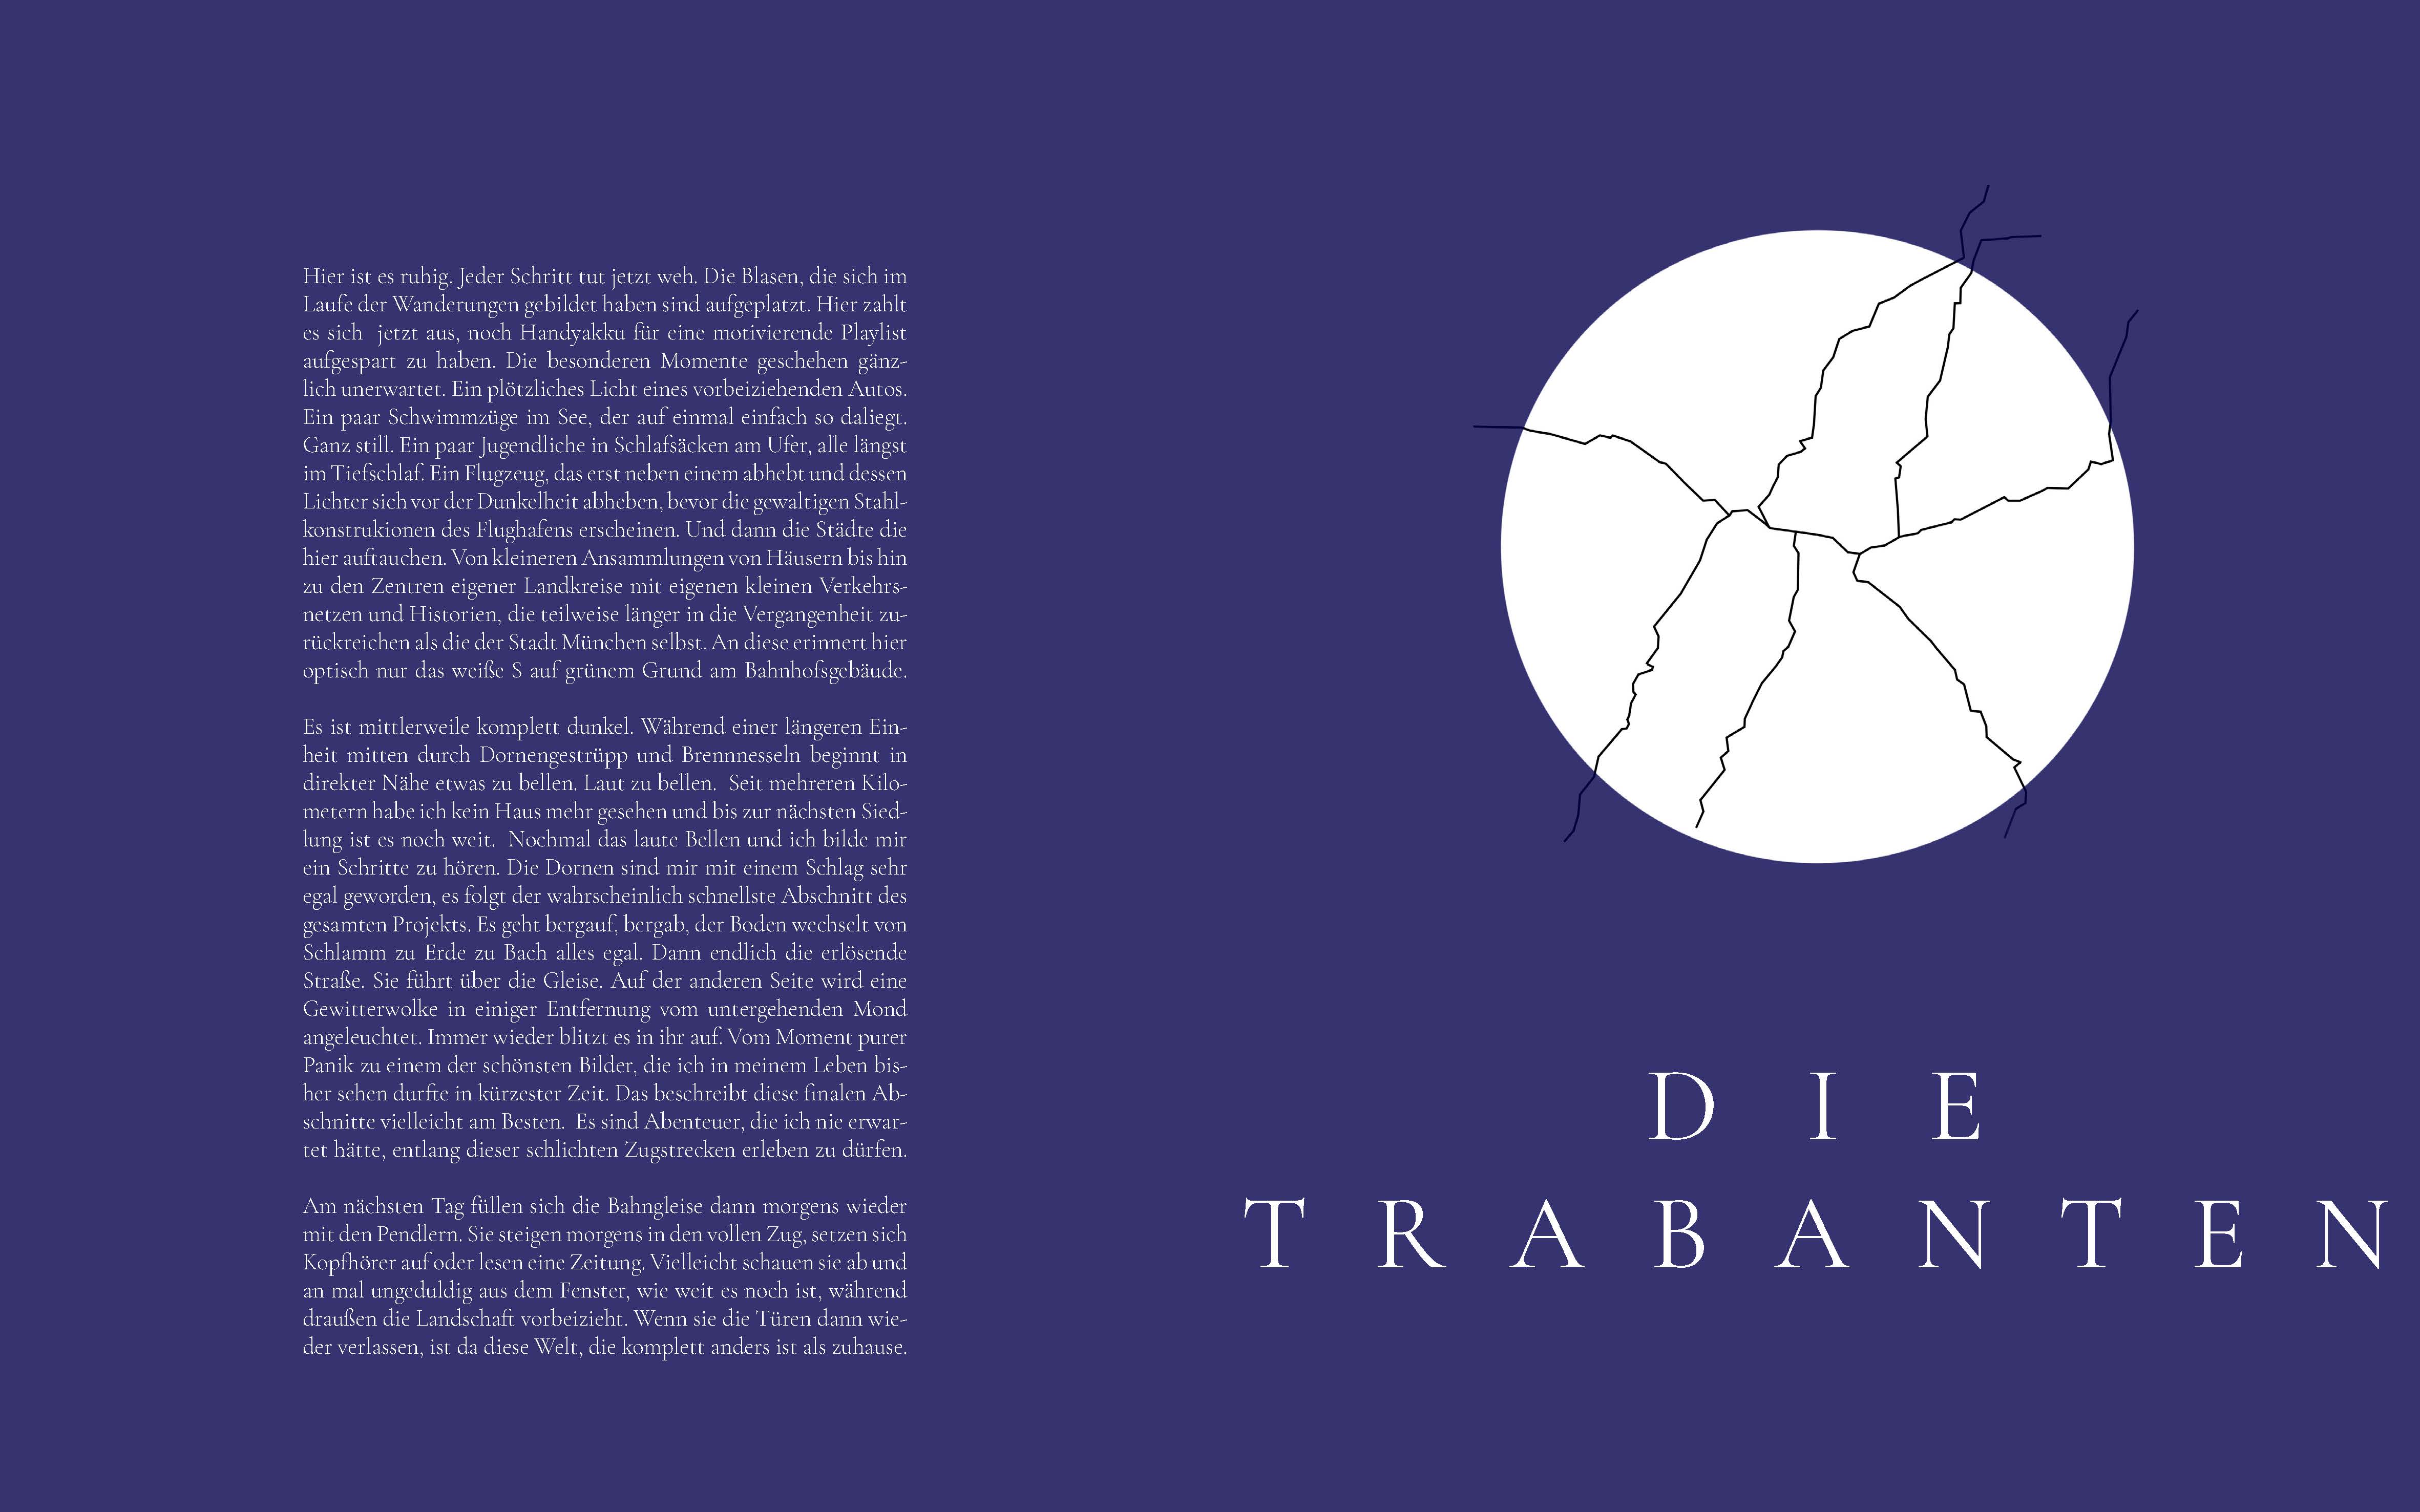 Hier ist es ruhig. Jeder Schritt tut jetzt weh. Die Blasen, die sich im
Laufe der Wanderungen gebildet haben sind aufgeplatzt. Hier zahlt
es sich  jetzt aus, noch Handyakku für eine motivierende Playlist
aufgespart zu haben. Die besonderen Momente geschehen gänz-
lich unerwartet. Ein plötzliches Licht eines vorbeiziehenden Autos.
Ein paar Schwimmzüge im See, der auf einmal einfach so daliegt.
Ganz still. Ein paar Jugendliche in Schlafsäcken am Ufer, alle längst
im Tiefschlaf. Ein Flugzeug, das erst neben einem abhebt und dessen
Lichter sich vor der Dunkelheit abheben, bevor die gewaltigen Stahl-
konstrukionen des Flughafens erscheinen. Und dann die Städte die
hier auftauchen. Von kleineren Ansammlungen von Häusern bis hin
zu den Zentren eigener Landkreise mit eigenen kleinen Verkehrs-
netzen und Historien, die teilweise länger in die Vergangenheit zu-
rückreichen als die der Stadt München selbst. An diese erinnert hier
optisch nur das weiße S auf grünem Grund am Bahnhofsgebäude.
Es ist mittlerweile komplett dunkel. Während einer längeren Ein-
heit mitten durch Dornengestrüpp und Brennnesseln beginnt in
direkter Nähe etwas zu bellen. Laut zu bellen.  Seit mehreren Kilo-
metern habe ich kein Haus mehr gesehen und bis zur nächsten Sied-
lung ist es noch weit.  Nochmal das laute Bellen und ich bilde mir
ein Schritte zu hören. Die Dornen sind mir mit einem Schlag sehr
egal geworden, es folgt der wahrscheinlich schnellste Abschnitt des
gesamten Projekts. Es geht bergauf, bergab, der Boden wechselt von
Schlamm zu Erde zu Bach alles egal. Dann endlich die erlösende
Straße. Sie führt über die Gleise. Auf der anderen Seite wird eine
Gewitterwolke in einiger Entfernung vom untergehenden Mond
angeleuchtet. Immer wieder blitzt es in ihr auf. Vom Moment purer
Panik zu einem der schönsten Bilder, die ich in meinem Leben bis-
her sehen durfte in kürzester Zeit. Das beschreibt diese finalen Ab-
schnitte vielleicht am Besten.  Es sind Abenteuer, die ich nie erwar-
tet hätte, entlang dieser schlichten Zugstrecken erleben zu dürfen.
Am nächsten Tag füllen sich die Bahngleise dann morgens wieder
mit den Pendlern. Sie steigen morgens in den vollen Zug, setzen sich
Kopfhörer auf oder lesen eine Zeitung. Vielleicht schauen sie ab und
an mal ungeduldig aus dem Fenster, wie weit es noch ist, während
draußen die Landschaft vorbeizieht. Wenn sie die Türen dann wie-
der verlassen, ist da diese Welt, die komplett anders ist als zuhause.
DIE
TRABANTEN